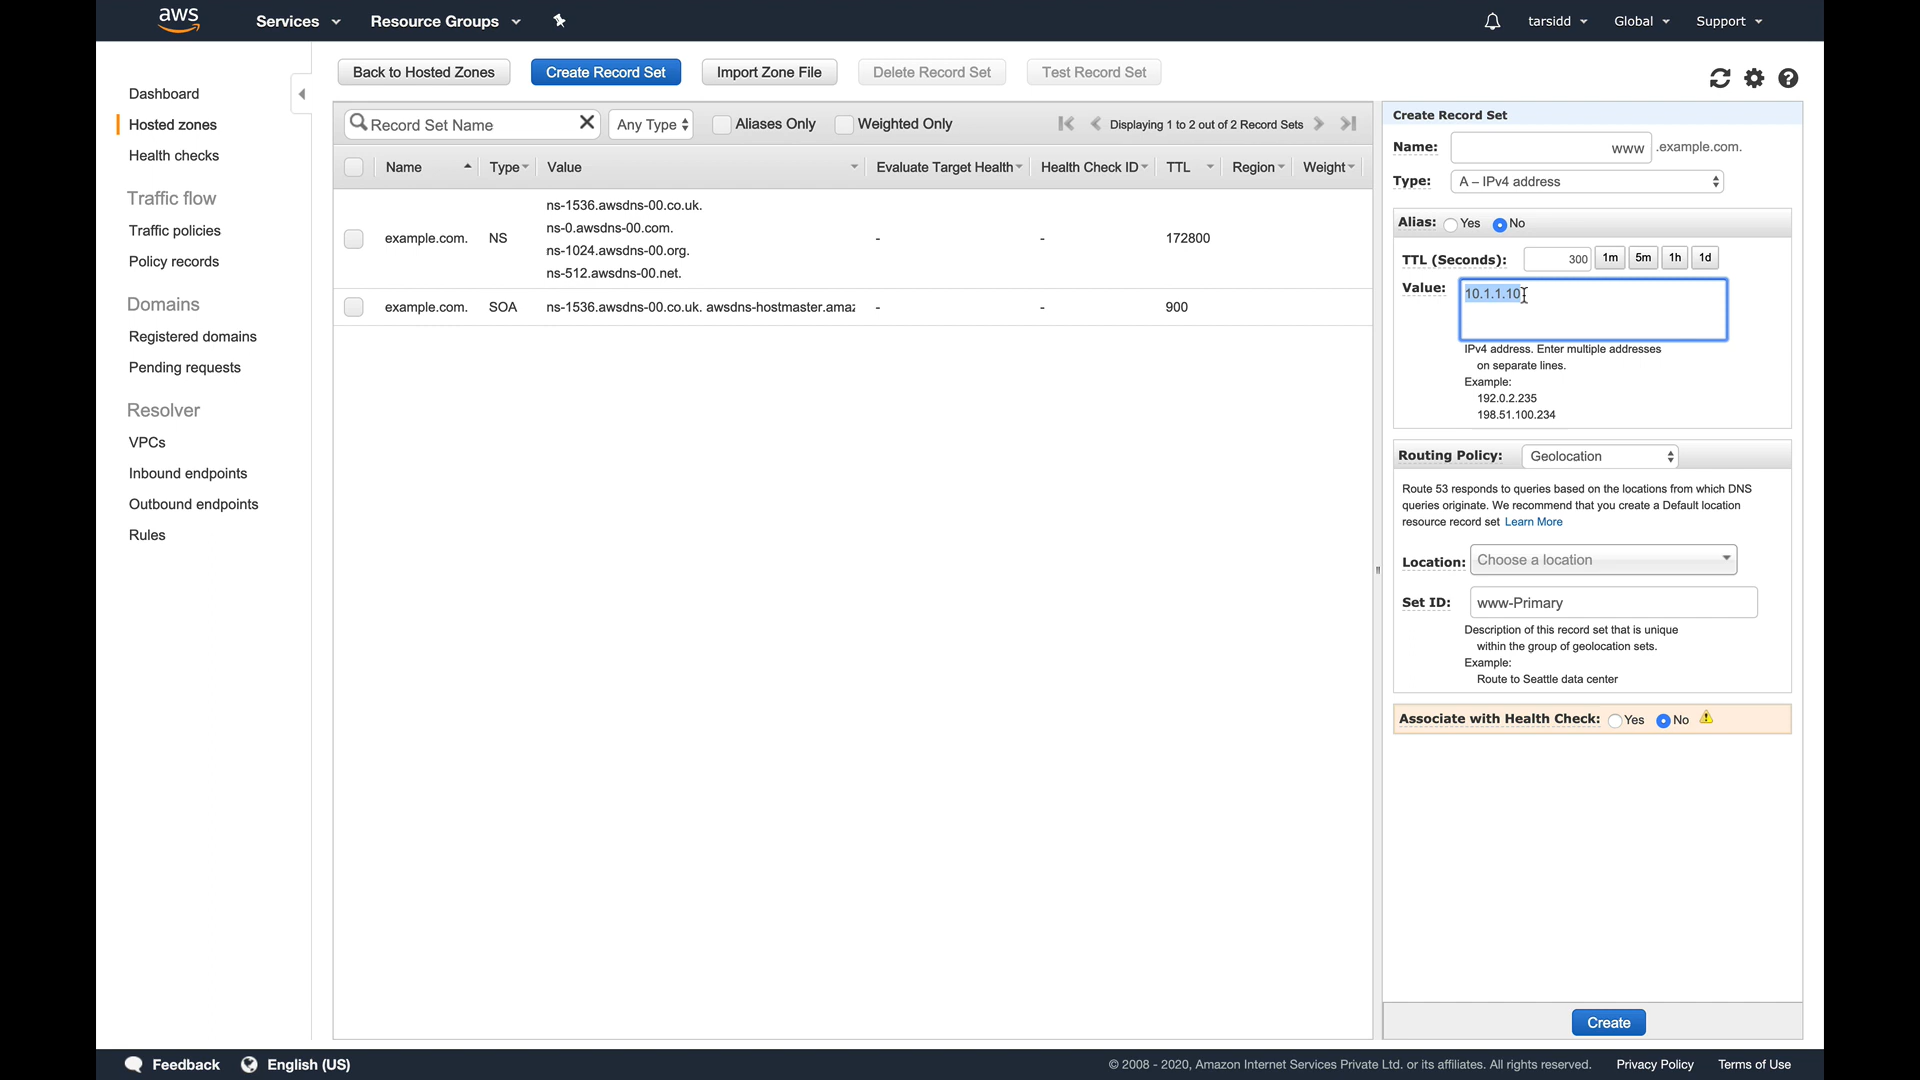 aws
Services
Resource Groups
tarsidd
Global
Support
Dashboard
Hosted zones
Health checks
Traffic flow
Traffic policies
Policy records
Domains
Registered domains
Pending requests
Resolver
VPCs
Inbound endpoints
Outbound endpoints
Rules
Back to Hosted Zones
Create Record Set
Import Zone File
Delete Record Set
Test Record Set
Record Set Name
Any Type
Aliases Only
Weighted Only
Displaying 1 to 2 out of 2 Record Sets
Name Type Value Evaluate Target Health Health Check ID TTL Region Weight
ns-1536.awsdns-00.co.uk.
ns-0.awsdns-00.com.
example.com. NS - - 172800
ns-1024.awsdns-00.org.
ns-512.awsdns-00.net.
example.com. SOA ns-1536.awsdns-00.co.uk. awsdns-hostmaster.ama - - 900
Create Record Set
Name: www .example.com.
Type: A – IPv4 address
Alias: Yes No
TTL (Seconds): 300 1m 5m 1h 1d
Value: 10.1.1.10
IPv4 address. Enter multiple addresses
on separate lines.
Example:
192.0.2.235
198.51.100.234
Routing Policy: Geolocation
Route 53 responds to queries based on the locations from which DNS
queries originate. We recommend that you create a Default location
resource record set Learn More
Location: Choose a location
Set ID: www-Primary
Description of this record set that is unique
within the group of geolocation sets.
Example:
Route to Seattle data center
Associate with Health Check: Yes No
Create
Feedback
English (US)
© 2008 - 2020, Amazon Internet Services Private Ltd. or its affiliates. All rights reserved.
Privacy Policy
Terms of Use